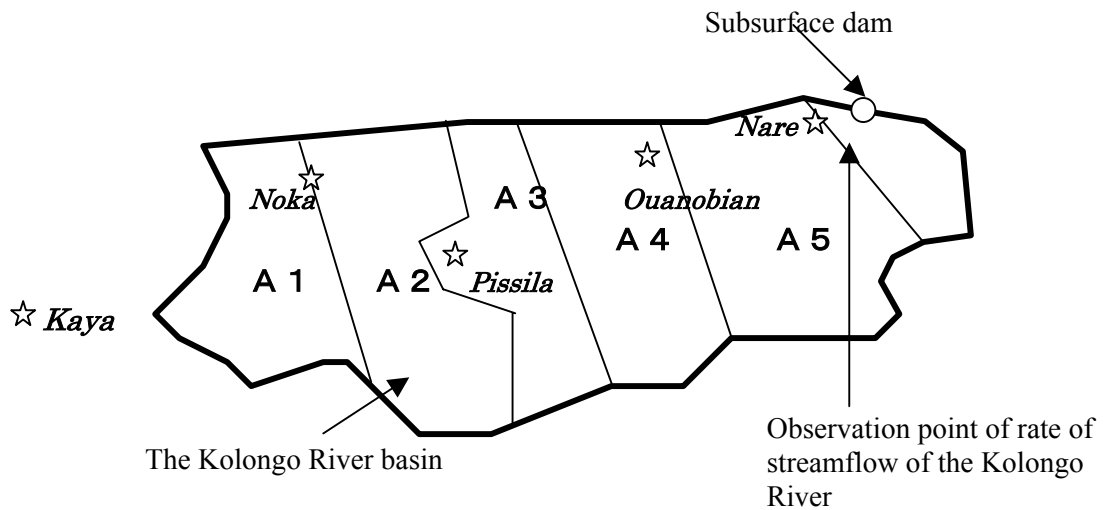 Subsurface dam
Nare
Noka
A 3
Ouanobian
A 4
A 5
A 1
A 2
Pissila
Kaya
The Kolongo River basin
Observation point of rate of
streamflow of the Kolongo
River